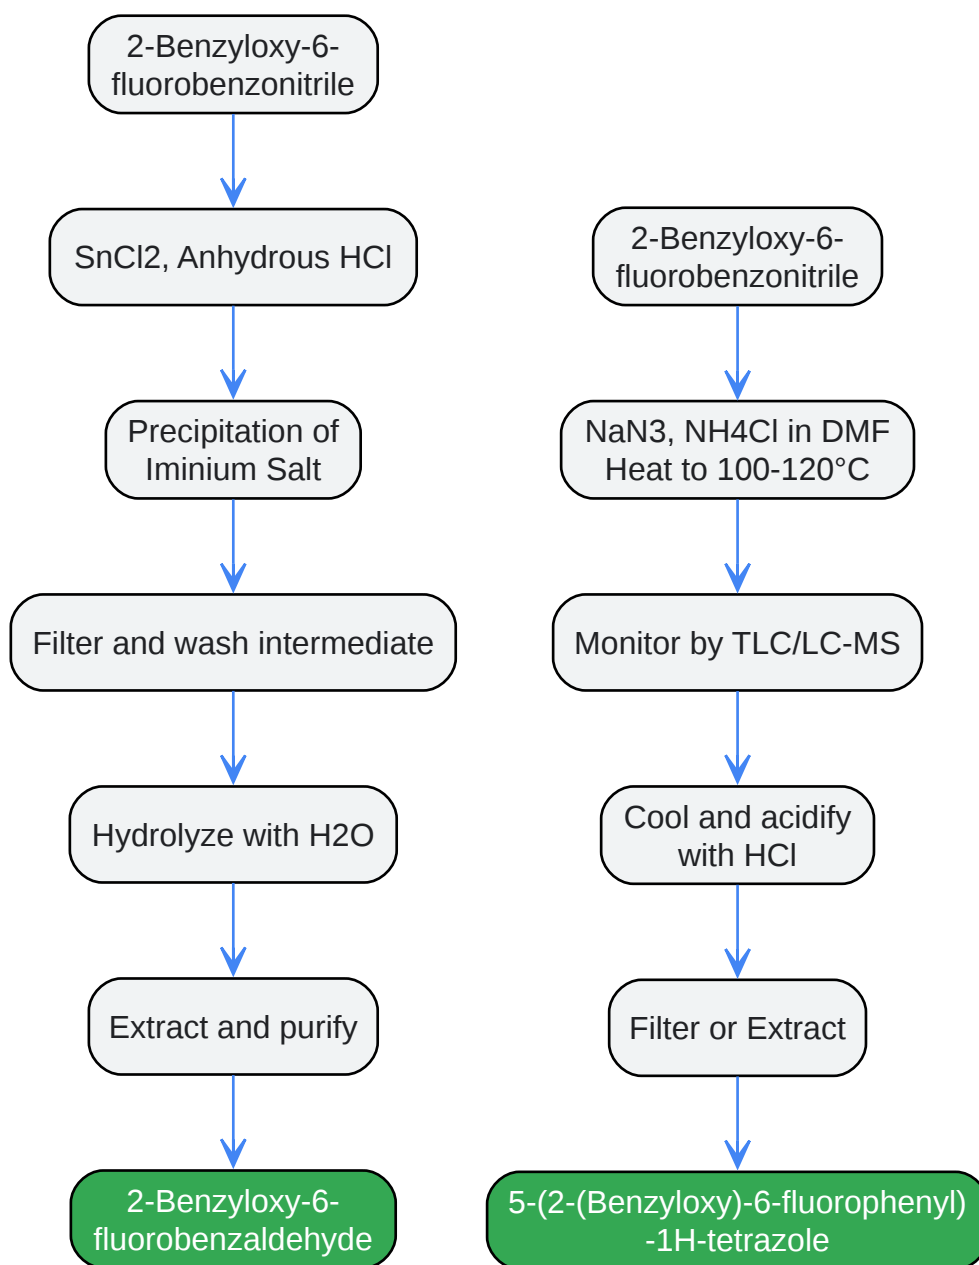 2-Benzyloxy-6-
fluorobenzonitrile
SnCl2, Anhydrous HCl
Precipitation of
Iminium Salt
Filter and wash intermediate
Hydrolyze with H2O
Extract and purify
2-Benzyloxy-6-
fluorobenzaldehyde
2-Benzyloxy-6-
fluorobenzonitrile
NaN3, NH4Cl in DMF
Heat to 100-120°C
Monitor by TLC/LC-MS
Cool and acidify
with HCl
Filter or Extract
5-(2-(Benzyloxy)-6-fluorophenyl)
-1H-tetrazole